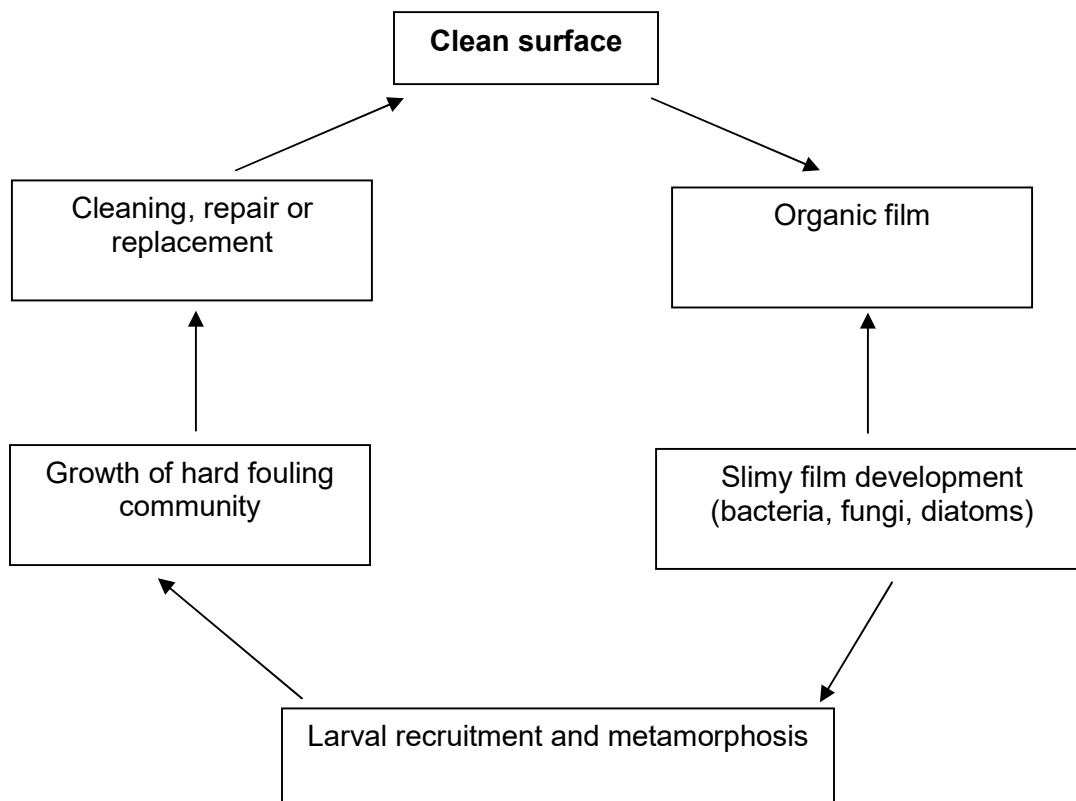 Clean surface
Cleaning, repair or
replacement
Organic film
Growth of hard fouling
community
Slimy film development
(bacteria, fungi, diatoms)
Larval recruitment and metamorphosis